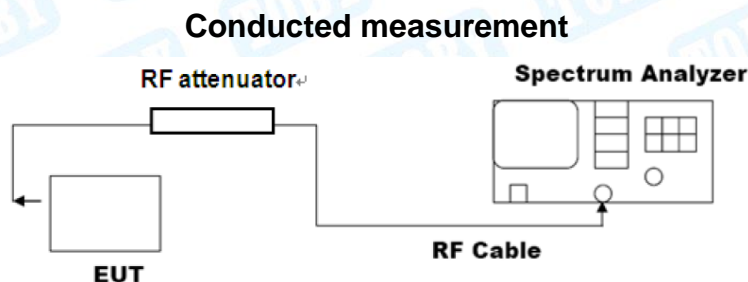 Conducted measurement
RF attenuator↵
Spectrum Analyzer
RF Cable
EUT